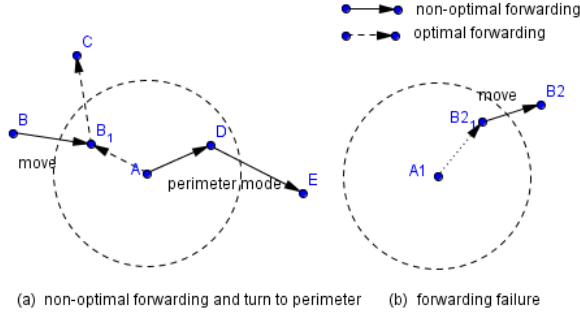 non-optimal forwarding
optimal forwarding
C
B
B1
move
A
D
perimeter mode
E
B2
move
B21
A1
(a) non-optimal forwarding and turn to perimeter
(b) forwarding failure